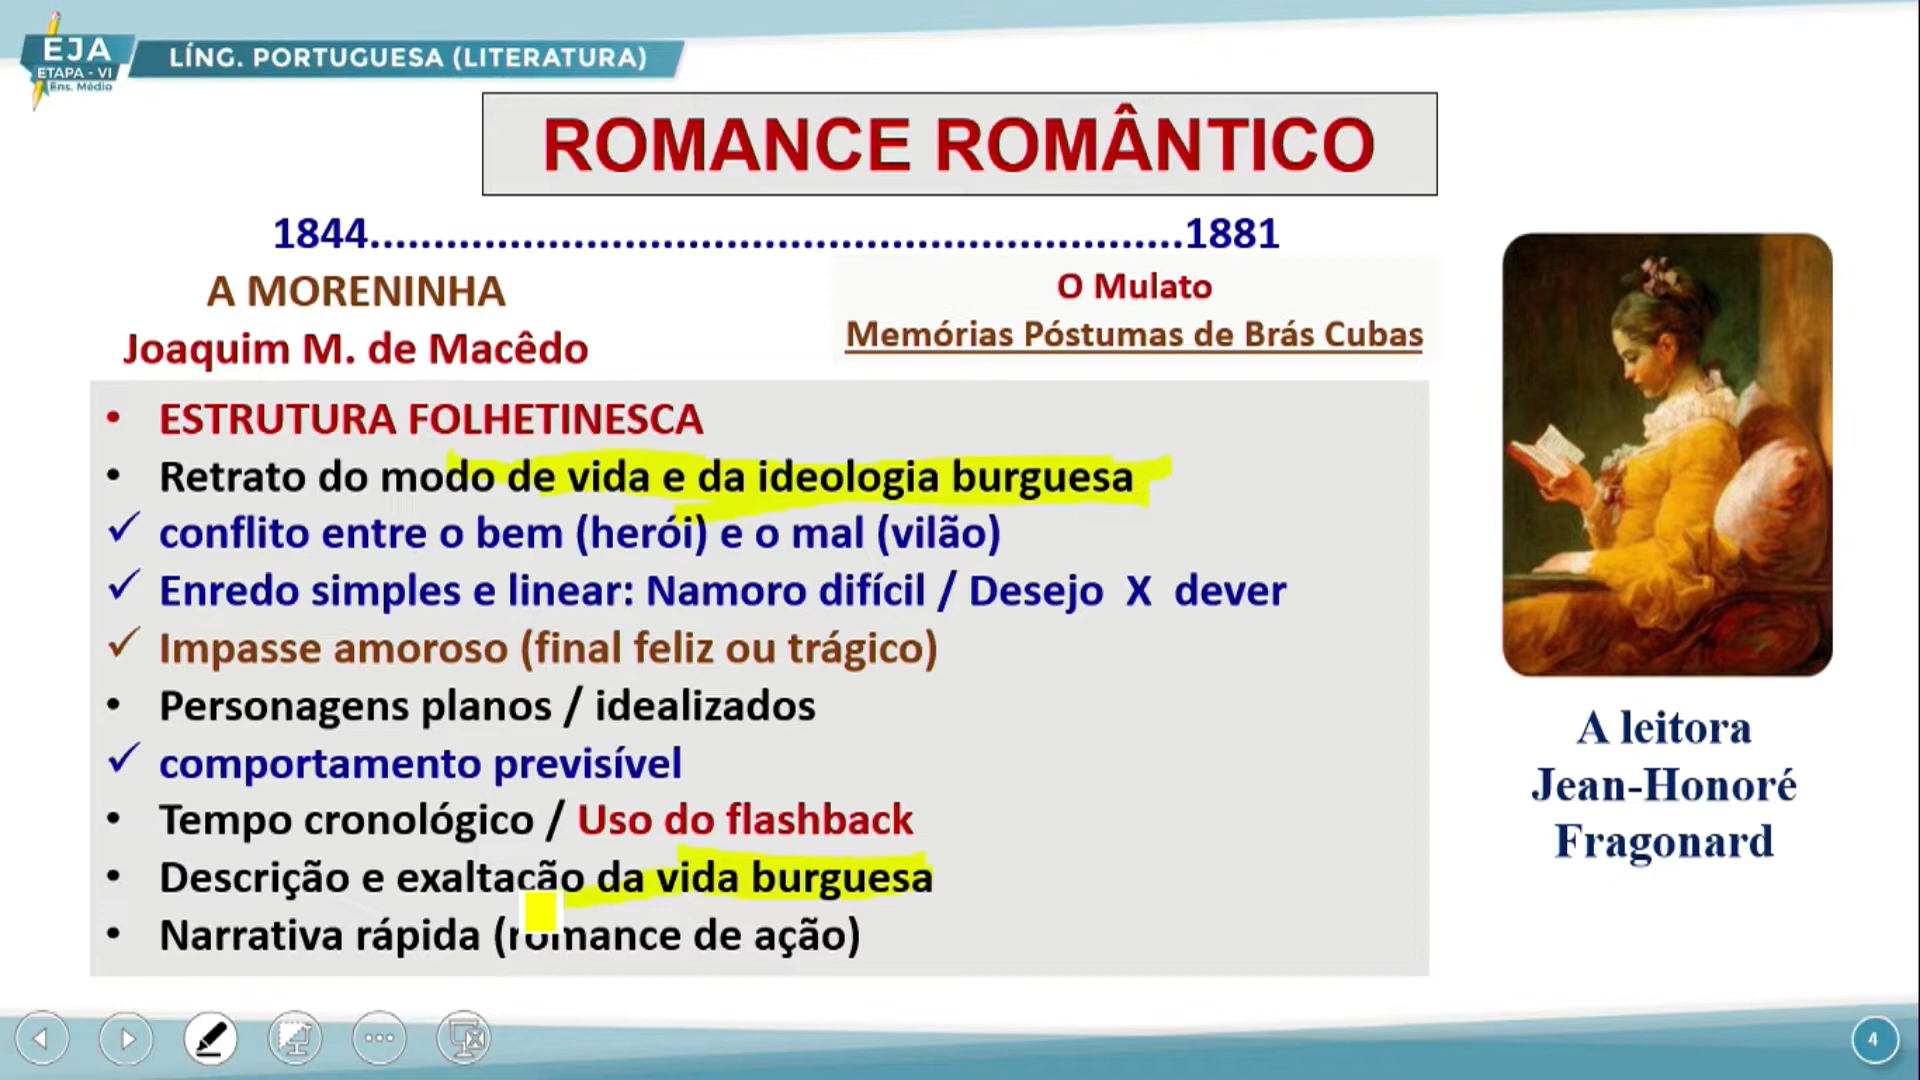 EJA
ETAPA - VI
Ens. Médio
LÍNG. PORTUGUESA (LITERATURA)
ROMANCE ROMÂNTICO
1844................................................................1881
A MORENINHA
Joaquim M. de Macêdo
O Mulato
Memórias Póstumas de Brás Cubas
• ESTRUTURA FOLHETINESCA
• Retrato do modo de vida e da ideologia burguesa
✓ conflito entre o bem (herói) e o mal (vilão)
✓ Enredo simples e linear: Namoro difícil / Desejo X dever
✓ Impasse amoroso (final feliz ou trágico)
• Personagens planos / idealizados
✓ comportamento previsível
• Tempo cronológico / Uso do flashback
• Descrição e exaltação da vida burguesa
• Narrativa rápida (romance de ação)
A leitora
Jean-Honoré
Fragonard
4